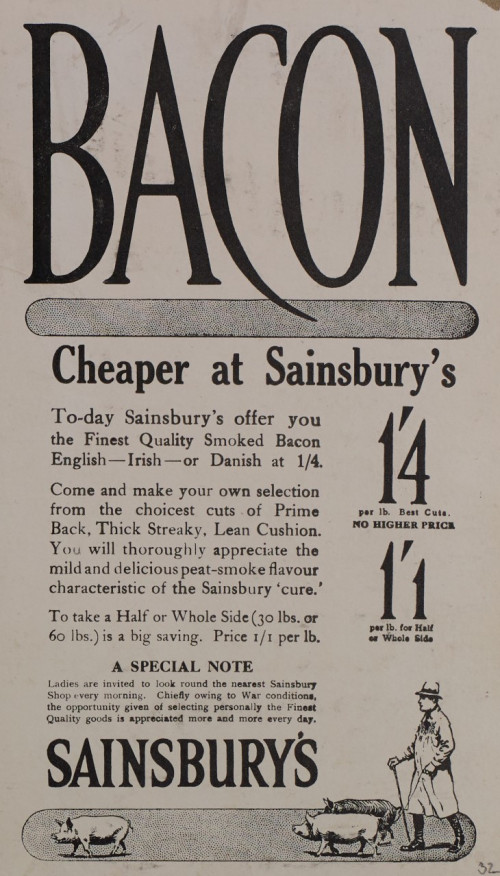 BACON
Cheaper at Sainsbury's
To-day Sainsbury's offer you
the Finest Quality Smoked Bacon
English—Irish—or Danish at 1/4.
Come and make your own selection
from the choicest cuts of Prime
Back, Thick Streaky, Lean Cushion.
You will thoroughly appreciate the
mild and delicious peat-smoke flavour
characteristic of the Sainsbury 'cure.'
To take a Half or Whole Side (30 lbs. or
60 lbs.) is a big saving. Price 1/1 per lb.
1'4
per lb. Best Cuts.
NO HIGHER PRICE
1'1
per lb. for Half
or Whole Side
A SPECIAL NOTE
Ladies are invited to look round the nearest Sainsbury
Shop every morning. Chiefly owing to War conditions,
the opportunity given of selecting personally the Finest
Quality goods is appreciated more and more every day.
SAINSBURY'S
32